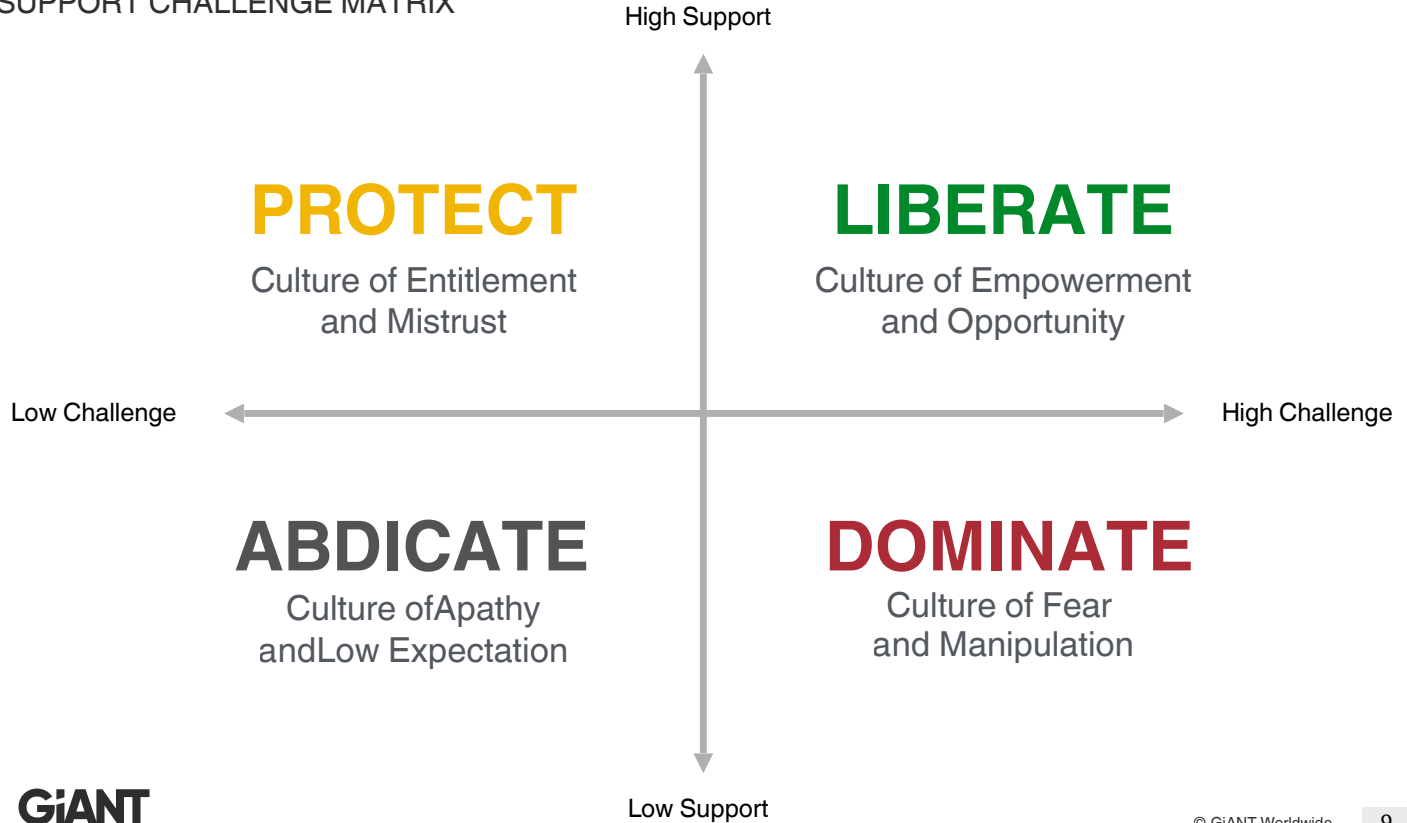 SUPPORT CHALLENGE MATRIX
High Support
PROTECT
Culture of Entitlement
and Mistrust
LIBERATE
Culture of Empowerment
and Opportunity
Low Challenge
High Challenge
ABDICATE
Culture ofApathy
andLow Expectation
DOMINATE
Culture of Fear
and Manipulation
GiANT
Low Support
© GiANT Worldwide
9